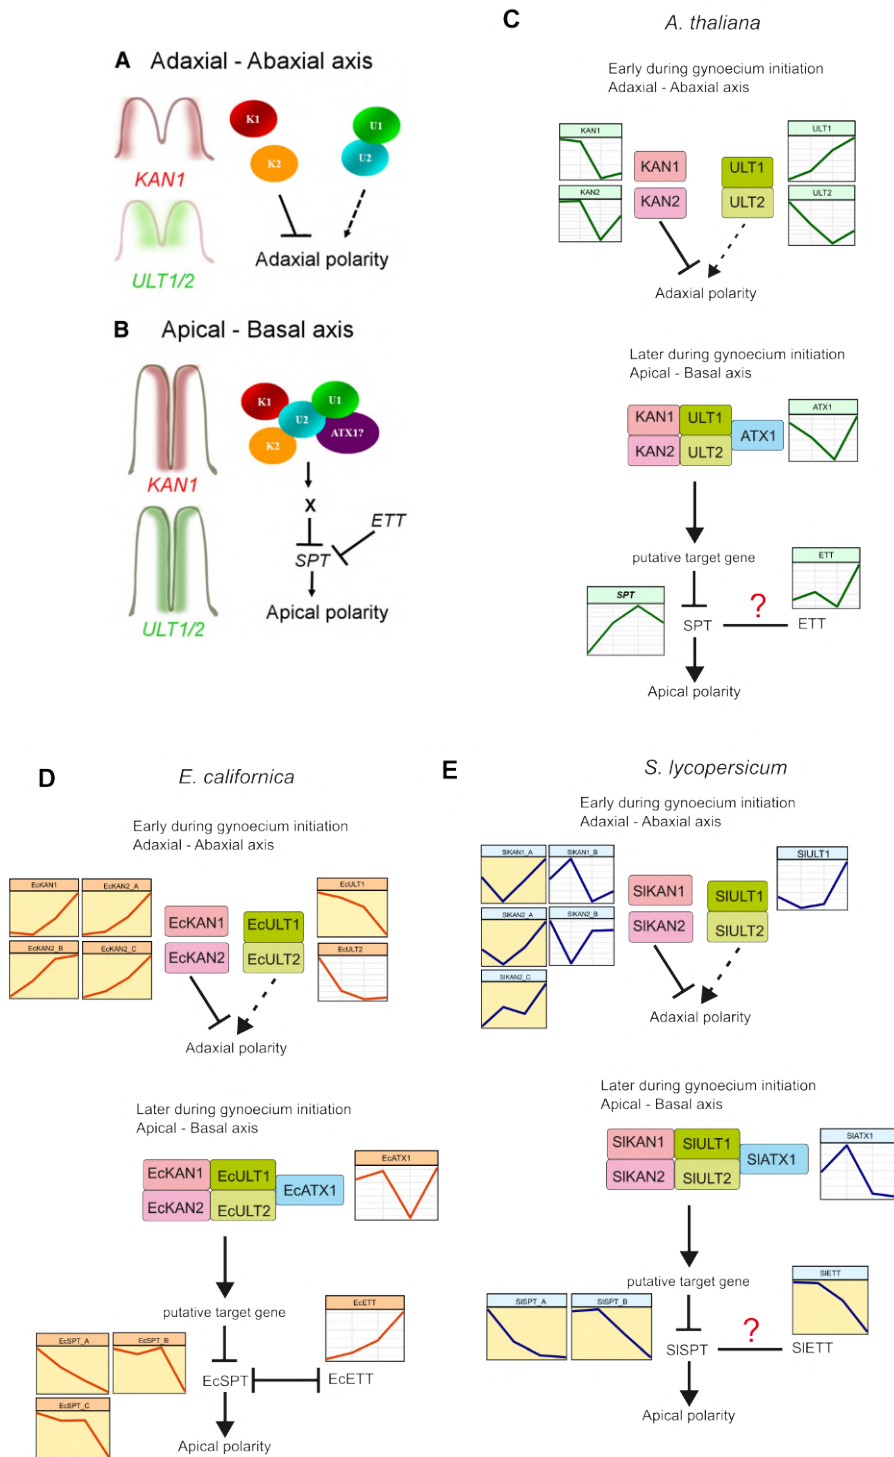 A Adaxial - Abaxial axis
K1
K2
U1
U2
KAN1
ULT1/2
Adaxial polarity
B Apical - Basal axis
K1
U1
U2
K2
ATX1?
KAN1
X
ETT
SPT
ULT1/2
Apical polarity
C A. thaliana
Early during gynoecium initiation
Adaxial - Abaxial axis
KAN1
KAN2
KAN1
KAN2
ULT1
ULT2
ULT1
ULT2
Adaxial polarity
Later during gynoecium initiation
Apical - Basal axis
KAN1 ULT1
KAN2 ULT2
ATX1
ATX1
putative target gene
SPT
SPT
?
ETT
ETT
Apical polarity
D E. californica
Early during gynoecium initiation
Adaxial - Abaxial axis
EcKAN1 EcKAN2_A
EcKAN2_B EcKAN2_C
EcKAN1
EcKAN2
EcULT1
EcULT2
EcULT1
EcULT2
Adaxial polarity
Later during gynoecium initiation
Apical - Basal axis
EcKAN1 EcULT1
EcKAN2 EcULT2
EcATX1
EcATX1
putative target gene
EcSPT_A EcSPT_B
EcSPT_C
EcSPT
EcETT
EcETT
Apical polarity
E S. lycopersicum
Early during gynoecium initiation
Adaxial - Abaxial axis
SlKAN1_A SlKAN1_B
SlKAN2_A SlKAN2_B
SlKAN2_C
SlKAN1
SlKAN2
SlULT1
SlULT2
SlULT1
Adaxial polarity
Later during gynoecium initiation
Apical - Basal axis
SlKAN1 SlULT1
SlKAN2 SlULT2
SlATX1
SlATX1
putative target gene
SlSPT_A SlSPT_B
SlSPT
?
SlETT
SlETT
Apical polarity